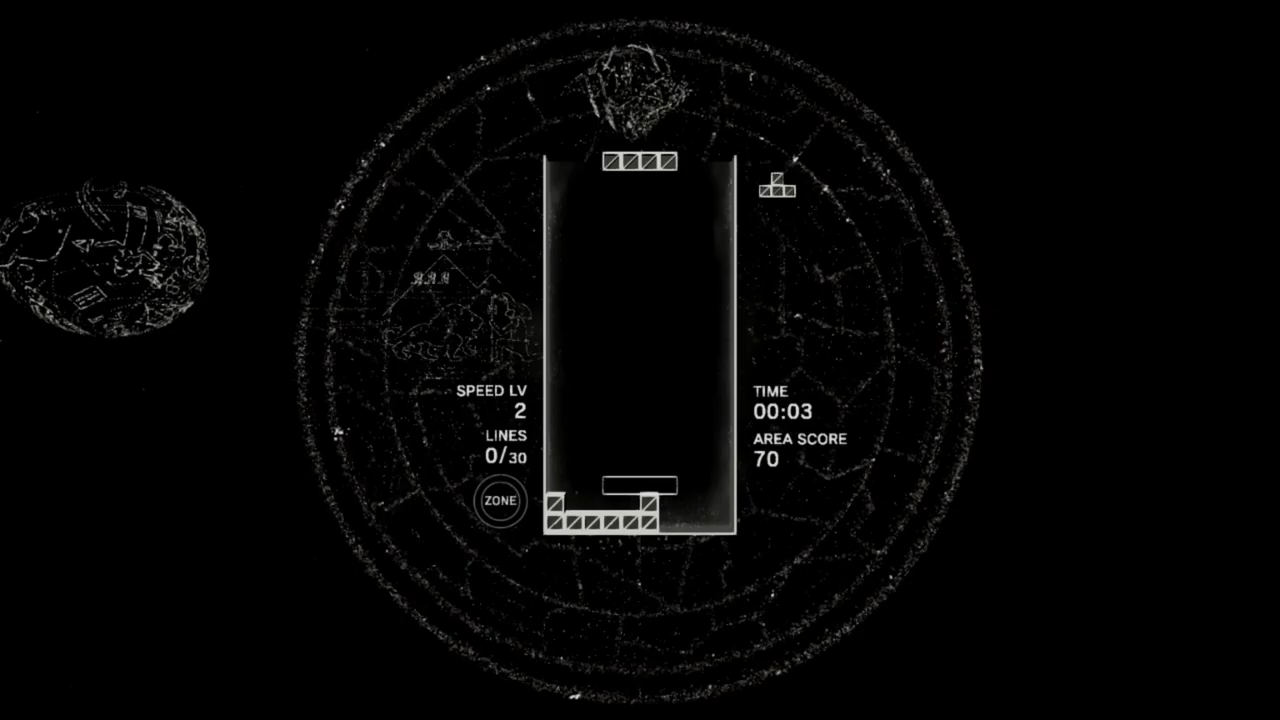 SPEED LV
2
LINES
0/30
ZONE
TIME
00:03
AREA SCORE
70